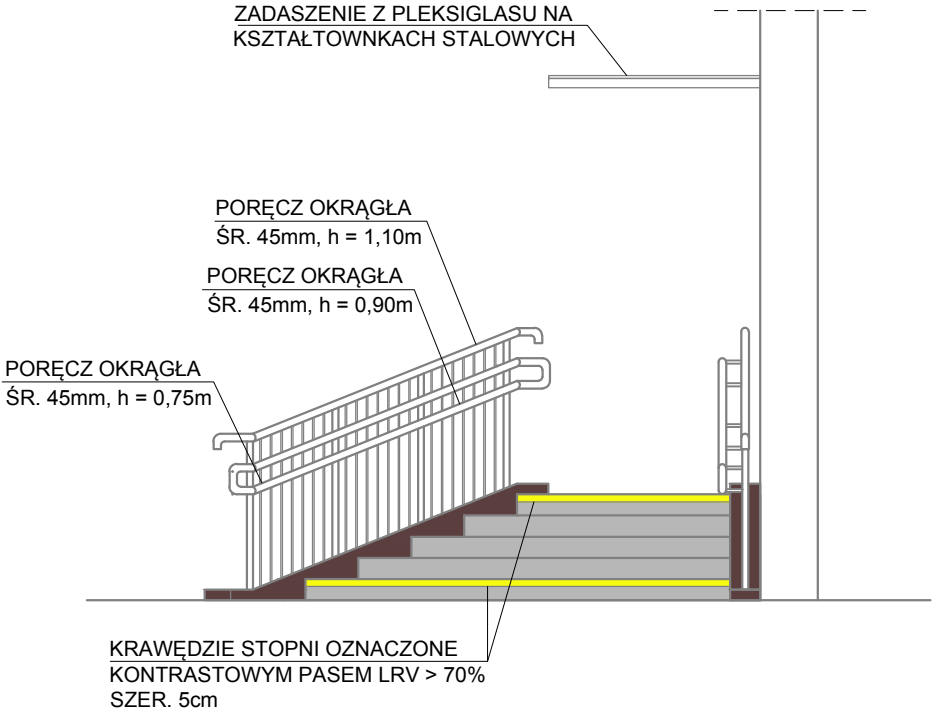 ZADASZENIE Z PLEKSIGLASU NA
KSZTAŁTOWNKACH STALOWYCH
PORĘCZ OKRĄGŁA
ŚR. 45mm, h = 1,10m
PORĘCZ OKRĄGŁA
ŚR. 45mm, h = 0,90m
PORĘCZ OKRĄGŁA
ŚR. 45mm, h = 0,75m
KRAWĘDZIE STOPNI OZNACZONE
KONTRASTOWYM PASEM LRV > 70%
SZER. 5cm